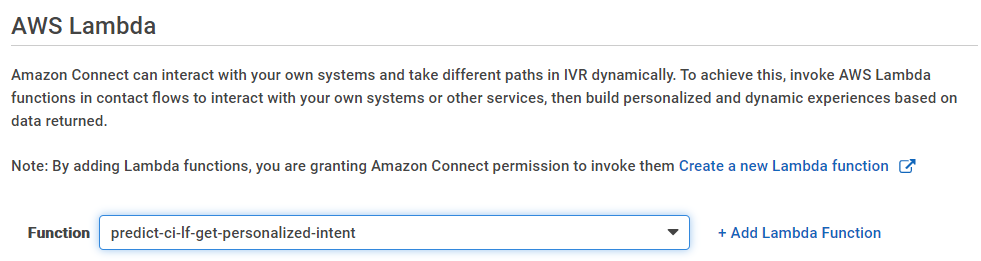 AWS Lambda
Amazon Connect can interact with your own systems and take different paths in IVR dynamically. To achieve this, invoke AWS Lambda
functions in contact flows to interact with your own systems or other services, then build personalized and dynamic experiences based on
data returned.
Note: By adding Lambda functions, you are granting Amazon Connect permission to invoke them Create a new Lambda function
Function predict-ci-lf-get-personalized-intent + Add Lambda Function